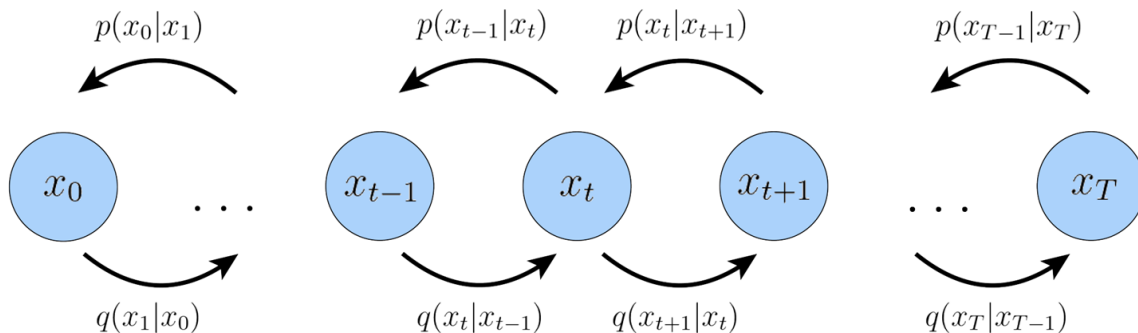 p(x_0|x_1) p(x_{t-1}|x_t) p(x_t|x_{t+1}) p(x_{T-1}|x_T)
x_0 . . . x_{t-1} x_t x_{t+1} . . . x_T
q(x_1|x_0) q(x_t|x_{t-1}) q(x_{t+1}|x_t) q(x_T|x_{T-1})